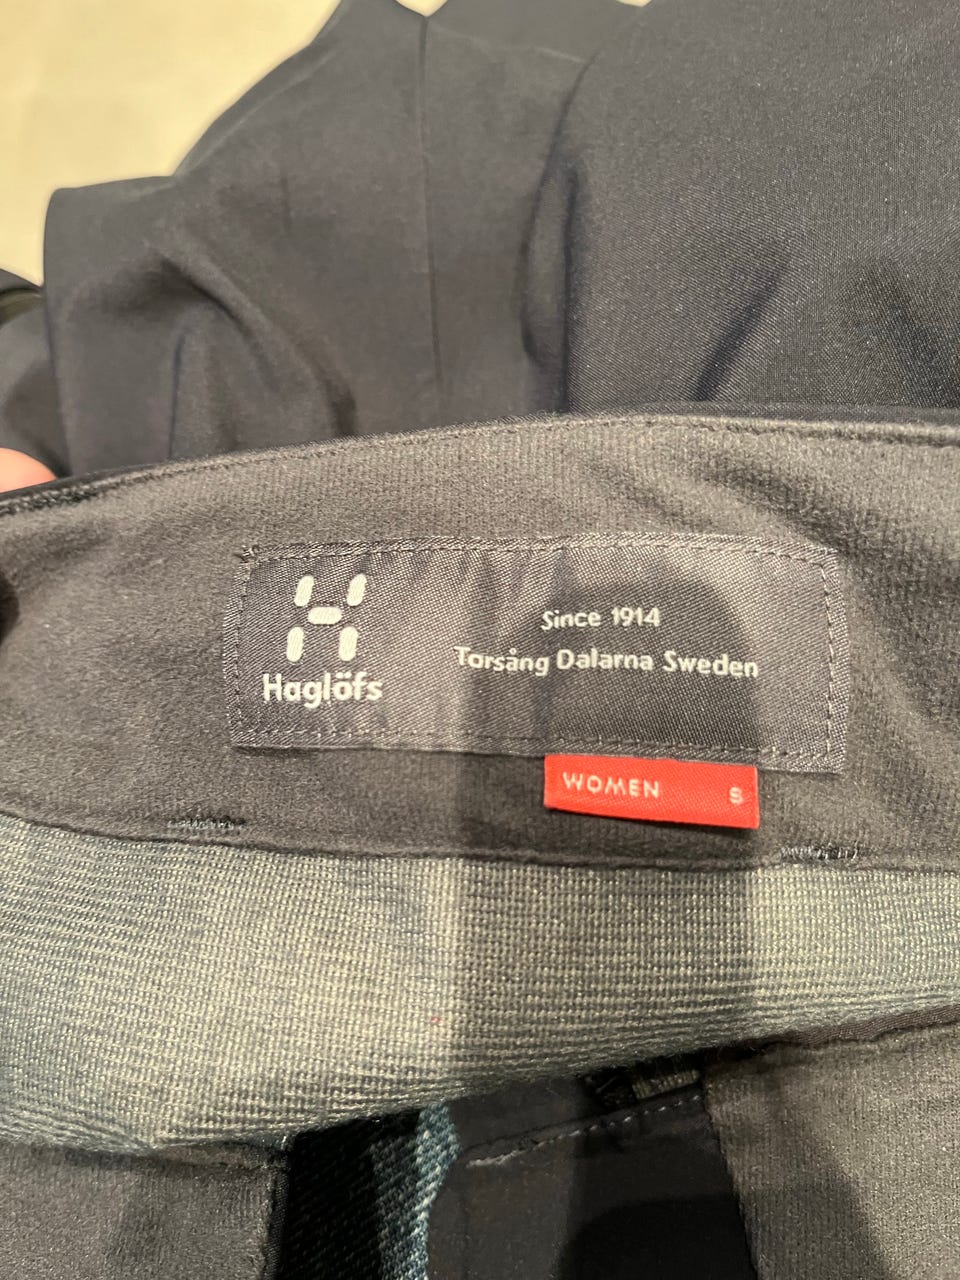 Haglöfs
Since 1914
Torsång Dalarna Sweden
WOMEN S